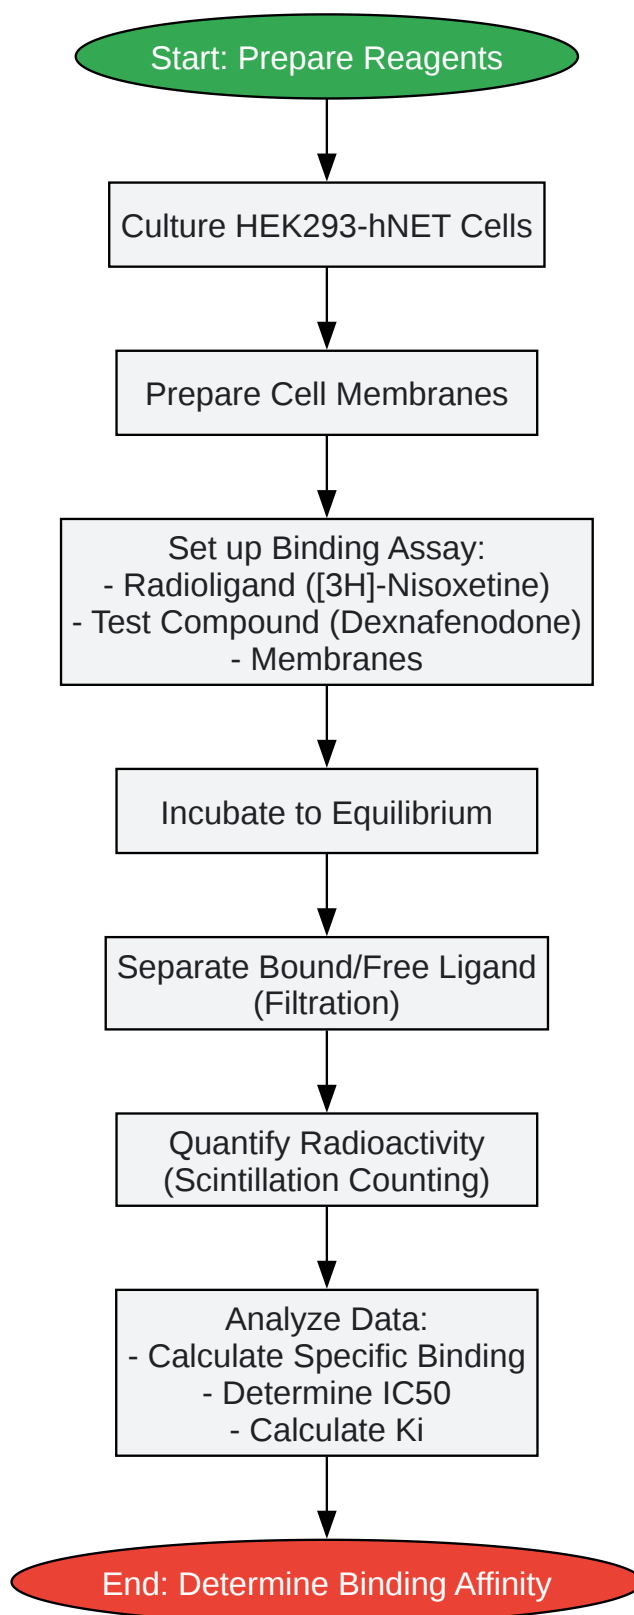 Start: Prepare Reagents
Culture HEK293-hNET Cells
Prepare Cell Membranes
Set up Binding Assay:
- Radioligand ([3H]-Nisoxetine)
- Test Compound (Dexnafenodone)
- Membranes
Incubate to Equilibrium
Separate Bound/Free Ligand
(Filtration)
Quantify Radioactivity
(Scintillation Counting)
Analyze Data:
- Calculate Specific Binding
- Determine IC50
- Calculate Ki
End: Determine Binding Affinity